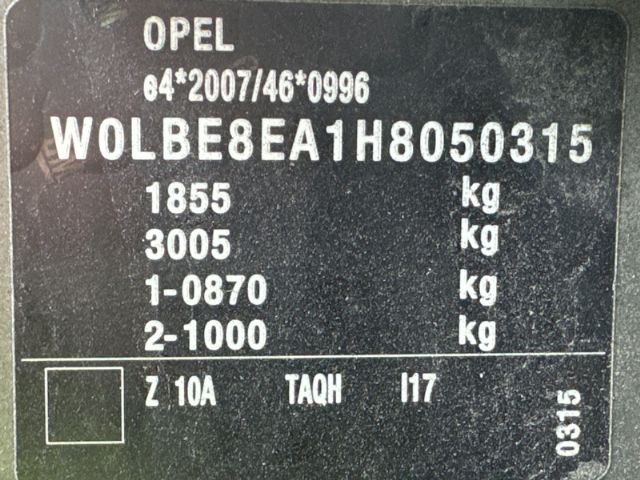 OPEL
e4*2007/46*0996
W0LBE8EA1H8050315
1855 kg
3005 kg
1-0870 kg
2-1000 kg
Z 10A TAQH I17
0315